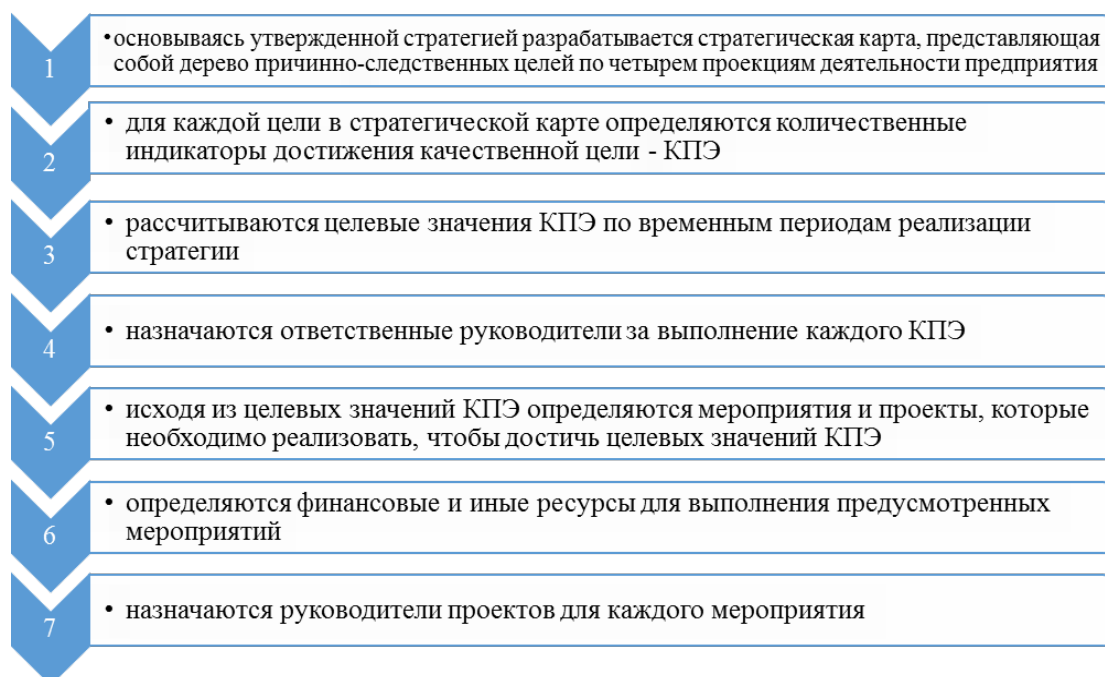 1
•основываясь утвержденной стратегией разрабатывается стратегическая карта, представляющая
собой дерево причинно-следственных целей по четырем проекциям деятельности предприятия
2
• для каждой цели в стратегической карте определяются количественные
индикаторы достижения качественной цели - КПЭ
3
• рассчитываются целевые значения КПЭ по временным периодам реализации
стратегии
4
• назначаются ответственные руководители за выполнение каждого КПЭ
5
• исходя из целевых значений КПЭ определяются мероприятия и проекты, которые
необходимо реализовать, чтобы достичь целевых значений КПЭ
6
• определяются финансовые и иные ресурсы для выполнения предусмотренных
мероприятий
7
• назначаются руководители проектов для каждого мероприятия